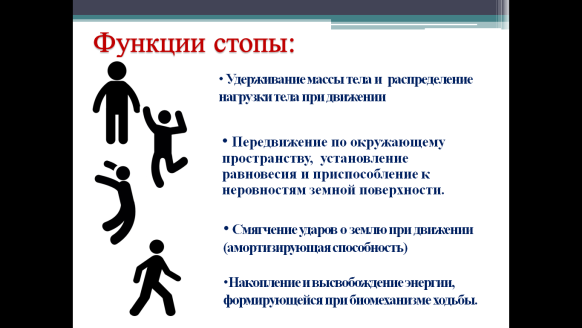 Функции стопы:
• Удерживание массы тела и распределение
нагрузки тела при движении
• Передвижение по окружающему
пространству, установление
равновесия и приспособление к
неровностям земной поверхности.
• Смягчение ударов о землю при движении
(амортизирующая способность)
•Накопление и высвобождение энергии,
формирующейся при биомеханизме ходьбы.